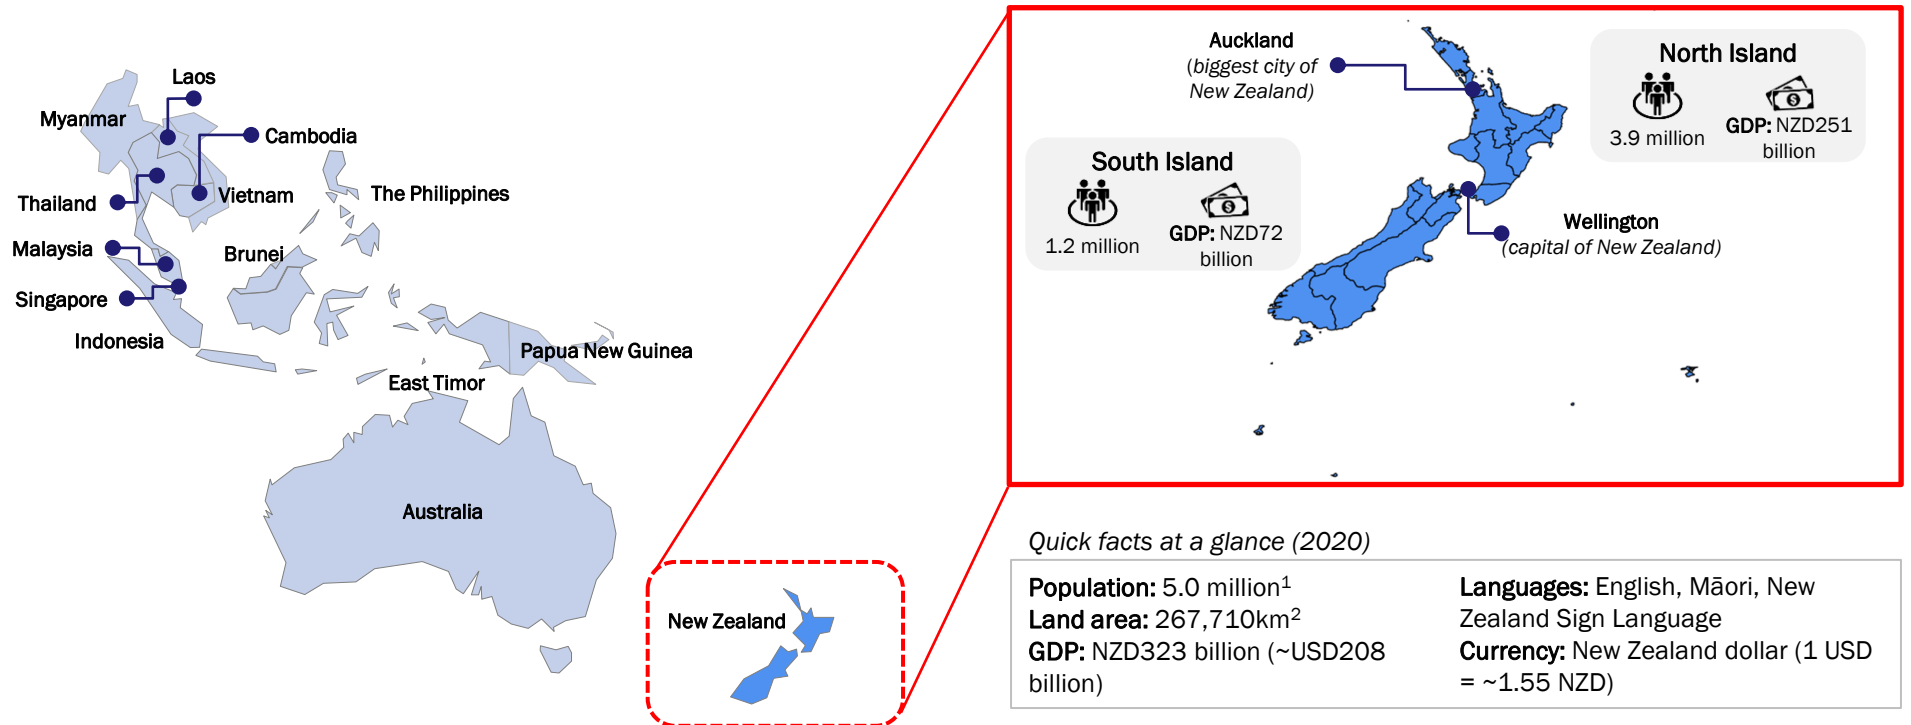 Laos
Myanmar
Cambodia
Thailand
Vietnam
The Philippines
Malaysia
Brunei
Singapore
Indonesia
Papua New Guinea
East Timor
Australia
New Zealand
Auckland
(biggest city of
New Zealand)
North Island
3.9 million
GDP: NZD251
billion
South Island
1.2 million
GDP: NZD72
billion
Wellington
(capital of New Zealand)
Quick facts at a glance (2020)
Population: 5.0 million¹
Land area: 267,710km²
GDP: NZD323 billion (~USD208
billion)
Languages: English, Māori, New
Zealand Sign Language
Currency: New Zealand dollar (1 USD
= ~1.55 NZD)